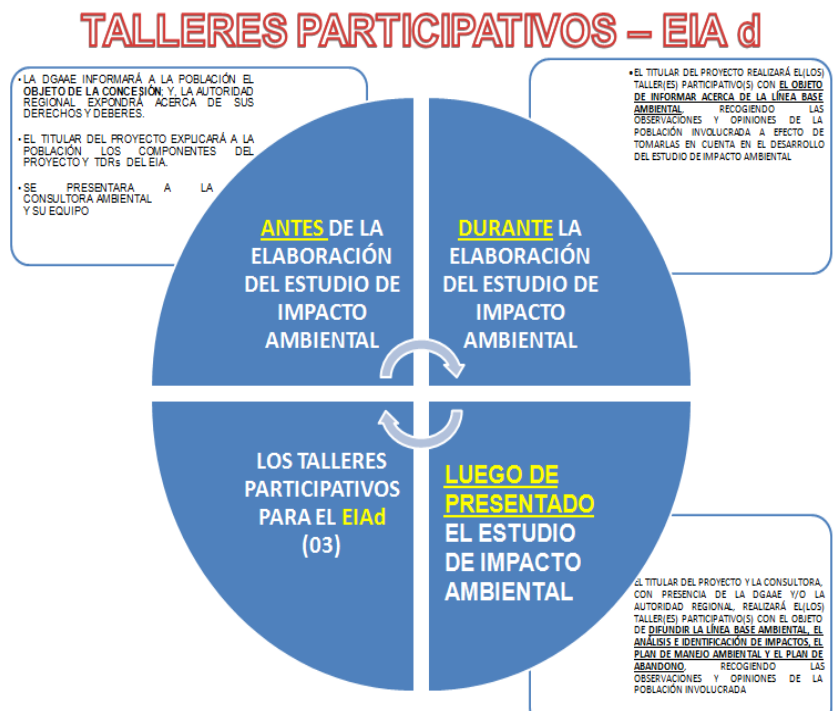 TALLERES PARTICIPATIVOS – EIA d
•LA DGAAE INFORMARÁ A LA POBLACIÓN EL
OBJETO DE LA CONCESIÓN; Y, LA AUTORIDAD
REGIONAL EXPONDRÁ ACERCA DE SUS
DERECHOS Y DEBERES.
•EL TITULAR DEL PROYECTO EXPLICARÁ A LA
POBLACIÓN LOS COMPONENTES DEL
PROYECTO Y TDRs DEL EIA.
•SE PRESENTARA A LA
CONSULTORA AMBIENTAL
Y SU EQUIPO
•EL TITULAR DEL PROYECTO REALIZARÁ EL(LOS)
TALLER(ES) PARTICIPATIVO(S) CON EL OBJETO
DE INFORMAR ACERCA DE LA LÍNEA BASE
AMBIENTAL, RECOGIENDO LAS
OBSERVACIONES Y OPINIONES DE LA
POBLACIÓN INVOLUCRADA A EFECTO DE
TOMARLAS EN CUENTA EN EL DESARROLLO
DEL ESTUDIO DE IMPACTO AMBIENTAL
ANTES DE LA
ELABORACIÓN
DEL ESTUDIO DE
IMPACTO
AMBIENTAL
DURANTE LA
ELABORACIÓN
DEL ESTUDIO DE
IMPACTO
AMBIENTAL
LOS TALLERES
PARTICIPATIVOS
PARA EL EIAd
(03)
LUEGO DE
PRESENTADO
EL ESTUDIO
DE IMPACTO
AMBIENTAL
EL TITULAR DEL PROYECTO Y LA CONSULTORA,
CON PRESENCIA DE LA DGAAE Y/O LA
AUTORIDAD REGIONAL, REALIZARÁ EL(LOS)
TALLER(ES) PARTICIPATIVO(S) CON EL OBJETO
DE DIFUNDIR LA LÍNEA BASE AMBIENTAL, EL
ANÁLISIS E IDENTIFICACIÓN DE IMPACTOS, EL
PLAN DE MANEJO AMBIENTAL Y EL PLAN DE
ABANDONO, RECOGIENDO LAS
OBSERVACIONES Y OPINIONES DE LA
POBLACIÓN INVOLUCRADA